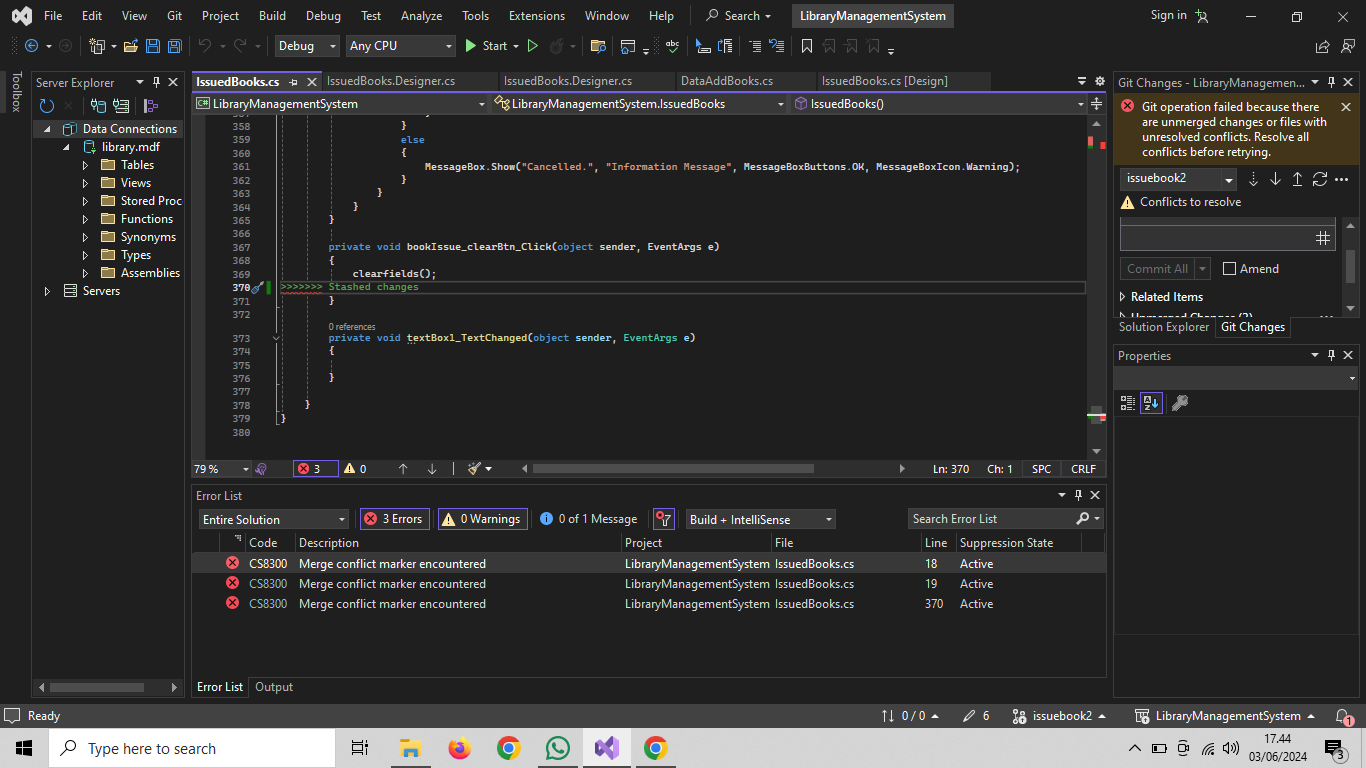 File Edit View Git Project Build Debug Test Analyze Tools Extensions Window Help Search LibraryManagementSystem Sign in
Debug Any CPU Start
Toolbox
Server Explorer
Data Connections
library.mdf
Tables
Views
Stored Proc
Functions
Synonyms
Types
Assemblies
Servers
IssuedBooks.cs IssuedBooks.Designer.cs IssuedBooks.Designer.cs DataAddBooks.cs IssuedBooks.cs [Design]
LibraryManagementSystem LibraryManagementSystem.IssuedBooks IssuedBooks()
358 }
359 else
360 {
361 MessageBox.Show("Cancelled.", "Information Message", MessageBoxButtons.OK, MessageBoxIcon.Warning);
362 }
363 }
364 }
365 }
366
367 private void bookIssue_clearBtn_Click(object sender, EventArgs e)
368 {
369 clearfields();
370 >>>>>>> Stashed changes
371 }
372
0 references
373 private void textBox1_TextChanged(object sender, EventArgs e)
374 {
375
376 }
377
378 }
379 }
380
79 % 3 0 Ln: 370 Ch: 1 SPC CRLF
Error List
Entire Solution 3 Errors 0 Warnings 0 of 1 Message Build + IntelliSense Search Error List
Code Description Project File Line Suppression State
CS8300 Merge conflict marker encountered LibraryManagementSystem IssuedBooks.cs 18 Active
CS8300 Merge conflict marker encountered LibraryManagementSystem IssuedBooks.cs 19 Active
CS8300 Merge conflict marker encountered LibraryManagementSystem IssuedBooks.cs 370 Active
Error List Output
Git Changes - LibraryManagemen...
Git operation failed because there
are unmerged changes or files with
unresolved conflicts. Resolve all
conflicts before retrying.
issuebook2
Conflicts to resolve
Commit All Amend
Related Items
Unmerged Changes (2)
Solution Explorer Git Changes
Properties
Ready 0 / 0 6 issuebook2 LibraryManagementSystem 1
Type here to search
17.44
03/06/2024
3